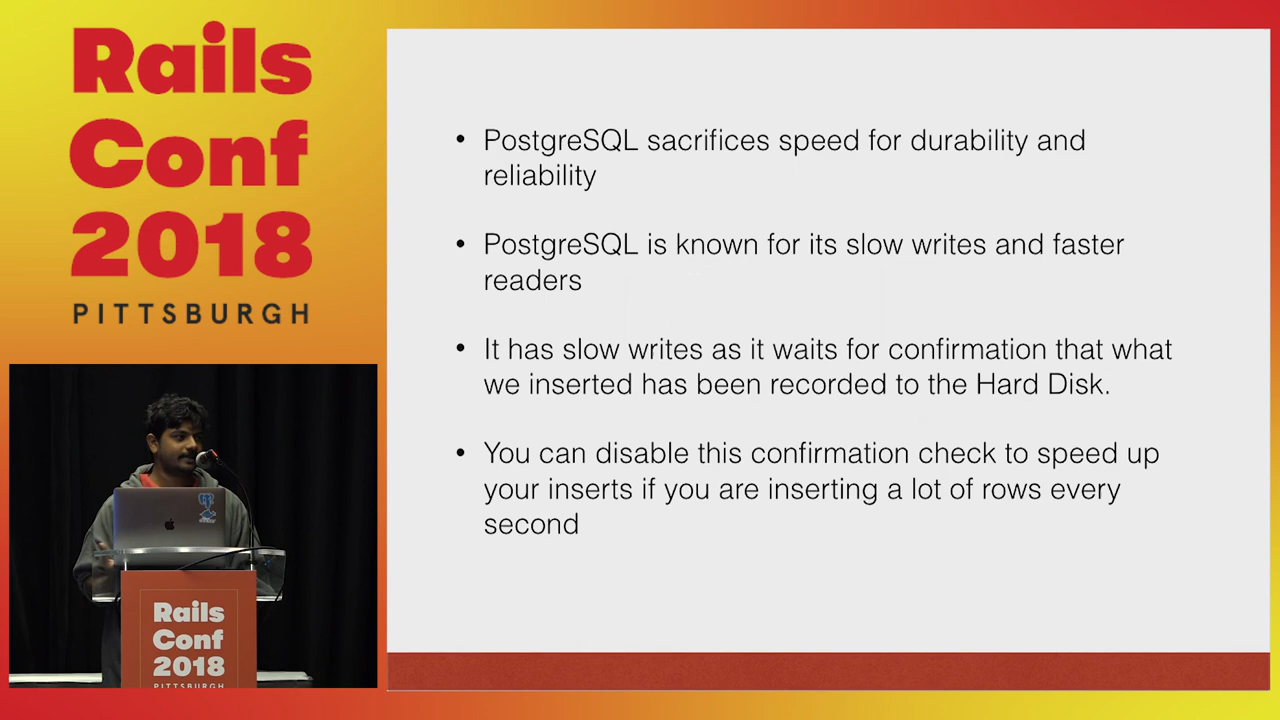 Rails
Conf
2018
PITTSBURGH
• PostgreSQL sacrifices speed for durability and
reliability
• PostgreSQL is known for its slow writes and faster
readers
• It has slow writes as it waits for confirmation that what
we inserted has been recorded to the Hard Disk.
• You can disable this confirmation check to speed up
your inserts if you are inserting a lot of rows every
second
Rails
Conf
2018
PITTSBURGH